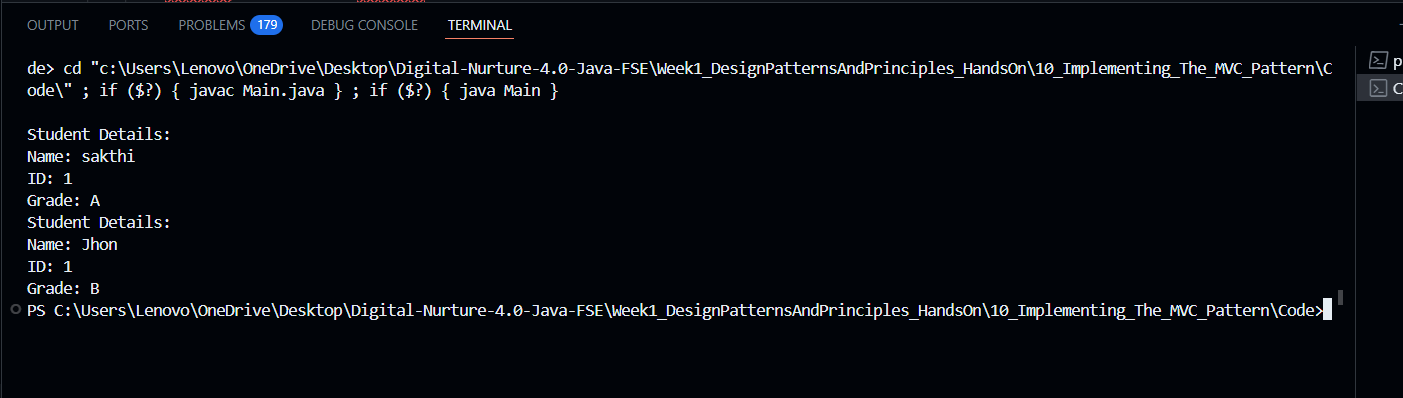 OUTPUT PORTS PROBLEMS 179 DEBUG CONSOLE TERMINAL
de> cd "c:\Users\Lenovo\OneDrive\Desktop\Digital-Nurture-4.0-Java-FSE\Week1_DesignPatternsAndPrinciples_HandsOn\10_Implementing_The_MVC_Pattern\C
ode\" ; if ($?) { javac Main.java } ; if ($?) { java Main }
Student Details:
Name: sakthi
ID: 1
Grade: A
Student Details:
Name: Jhon
ID: 1
Grade: B
PS C:\Users\Lenovo\OneDrive\Desktop\Digital-Nurture-4.0-Java-FSE\Week1_DesignPatternsAndPrinciples_HandsOn\10_Implementing_The_MVC_Pattern\Code>
p
C